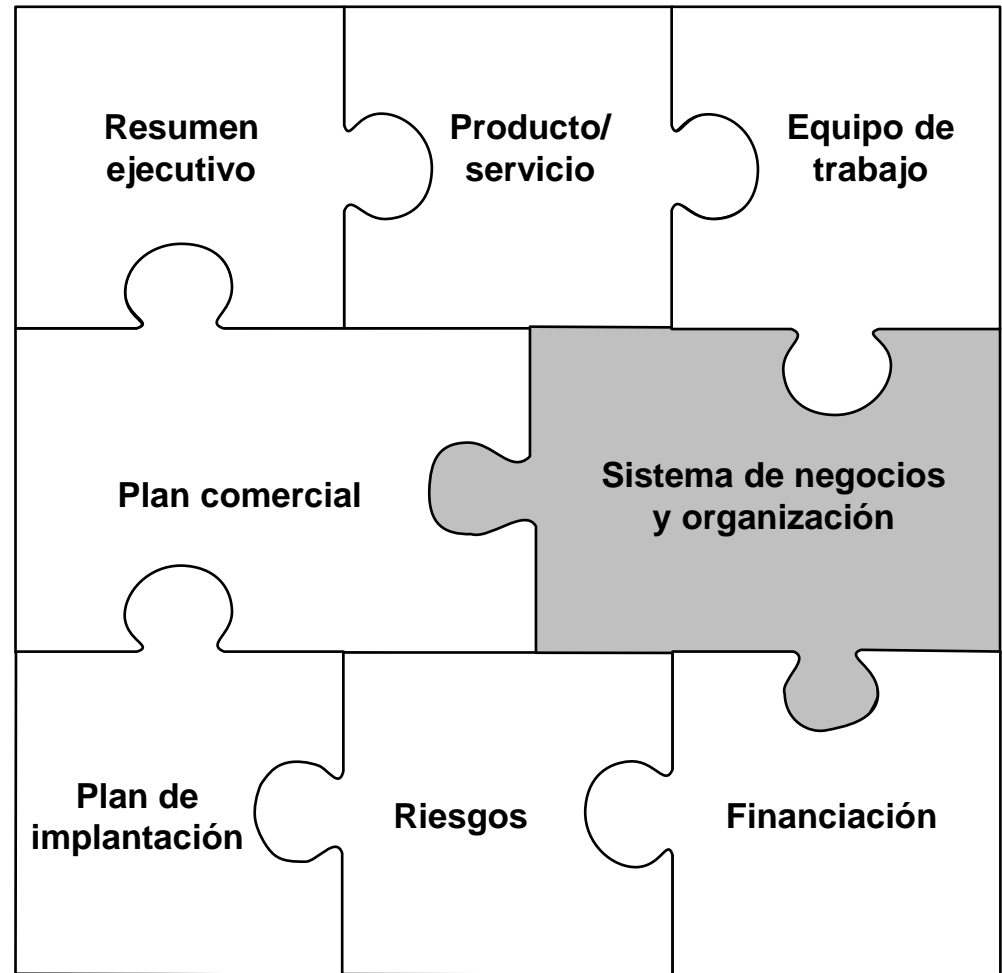 Resumen
ejecutivo
Producto/
servicio
Equipo de
trabajo
Plan comercial
Sistema de negocios
y organización
Plan de
implantación
Riesgos
Financiación